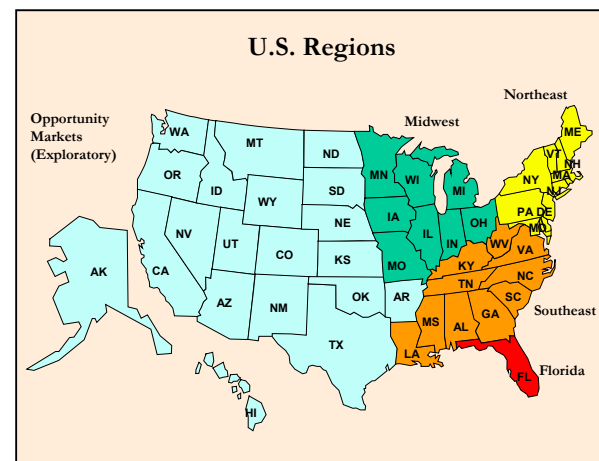 U.S. Regions
Northeast
Opportunity
Markets
(Exploratory)
Midwest
WA
MT
ND
MN
WI
MI
ME
VT
NH
MA
NY
NJ
OR
ID
SD
WY
IA
PA
DE
MD
NE
IL
IN
OH
NV
UT
CO
KS
MO
WV
VA
KY
CA
AK
AZ
NM
OK
AR
TN
NC
SC
MS
AL
GA
Southeast
TX
LA
FL
Florida
HI